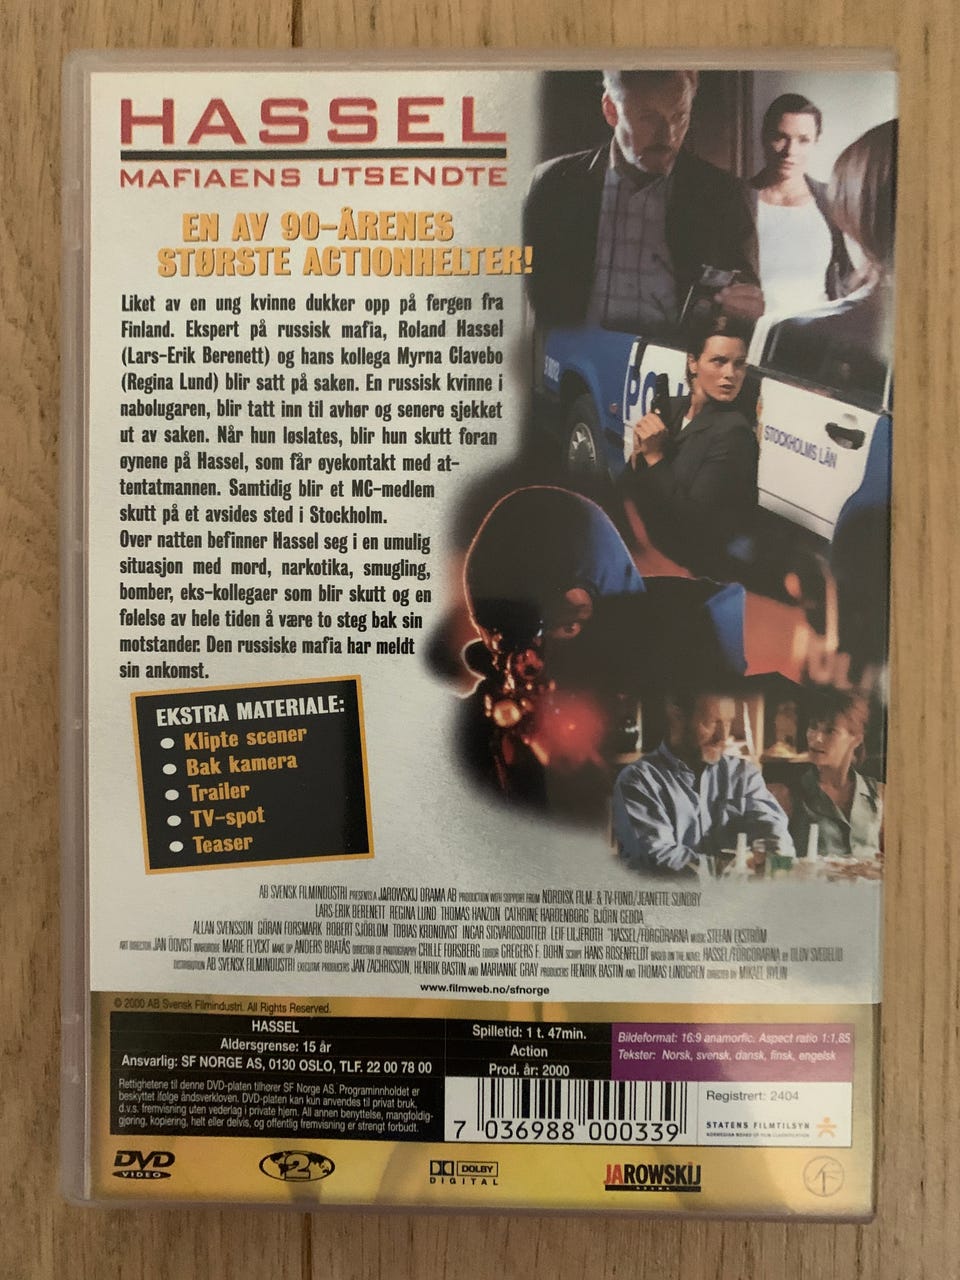 HASSEL
MAFIAENS UTSENDTE
EN AV 90-ÅRENES
STØRSTE ACTIONHELTER!
Liket av en ung kvinne dukker opp på fergen fra
Finland. Ekspert på russisk mafia, Roland Hassel
(Lars-Erik Berenett) og hans kollega Myrna Clavebo
(Regina Lund) blir satt på saken. En russisk kvinne i
nabolugaren, blir tatt inn til avhør og senere sjekket
ut av saken. Når hun løslates, blir hun skutt foran
øynene på Hassel, som får øyekontakt med at-
tentatmannen. Samtidig blir et MC-medlem
skutt på et avsides sted i Stockholm.
Over natten befinner Hassel seg i en umulig
situasjon med mord, narkotika, smugling,
bomber, eks-kollegaer som blir skutt og en
følelse av hele tiden å være to steg bak sin
motstander. Den russiske mafia har meldt
sin ankomst.
STOCKHOLMS LÄN
EKSTRA MATERIALE:
Klipte scener
Bak kamera
Trailer
TV-spot
Teaser
AB SVENSK FILMINDUSTRI PRESENTS A JAROWSKIJ DRAMA AB PRODUCTION WITH SUPPORT FROM NORDISK FILM- & TV-FOND/JEANETTE SUNDBY
LARS-ERIK BERENETT REGINA LUND THOMAS HANZON CATHRINE HARDENBORG BJÖRN GEDDA
ALLAN SVENSSON GÖRAN FORSMARK ROBERT SJÖBLOM TOBIAS KRONQVIST INGAR SIGVARDSDOTTER LEIF LILJEROTH "HASSEL/FÖRGÖRARNA MUSIC STEFAN EKSTRÖM
ART DIRECTOR JAN ÖQVIST WARDROBE MARIE FLYCKT MAKE UP ANDERS BRATÅS DIRECTOR OF PHOTOGRAPHY CRILLE FORSBERG EDITOR GREGERS F. DOHN SCRIPT HANS ROSENFELDT BASED ON THE NOVEL HASSEL/FÖRGÖRARNA BY OLOV SVEDELID
DISTRIBUTION AB SVENSK FILMINDUSTRI EXECUTIVE PRODUCERS JAN ZACHRISSON, HENRIK BASTIN AND MARIANNE GRAY PRODUCERS HENRIK BASTIN AND THOMAS LINDGREN DIRECTED BY MIKAEL HYLIN
www.filmweb.no/sfnorge
© 2000 AB Svensk Filmindustri. All Rights Reserved.
HASSEL
Aldersgrense: 15 år
Ansvarlig: SF NORGE AS, 0130 OSLO, TLF. 22 00 78 00
Rettighetene til denne DVD-platen tilhører SF Norge AS. Programinnholdet er
beskyttet ifølge åndsverkloven. DVD-platen kan kun anvendes til privat bruk,
d.v.s. fremvisning uten vederlag i private hjem. All annen benyttelse, mangfoldig-
gjøring, kopiering, helt eller delvis, og offentlig fremvisning er strengt forbudt.
Spilletid: 1 t. 47min.
Action
Prod. år: 2000
Bildeformat: 16:9 anamorfic. Aspect ratio 1:1,85
Tekster: Norsk, svensk, dansk, finsk, engelsk
7 036988 000339
Registrert: 2404
STATENS FILMTILSYN
NORWEGIAN BOARD OF FILM CLASSIFICATION
DVD
VIDEO
2
DOLBY
DIGITAL
JAROWSKIJ
DRAMA
SF